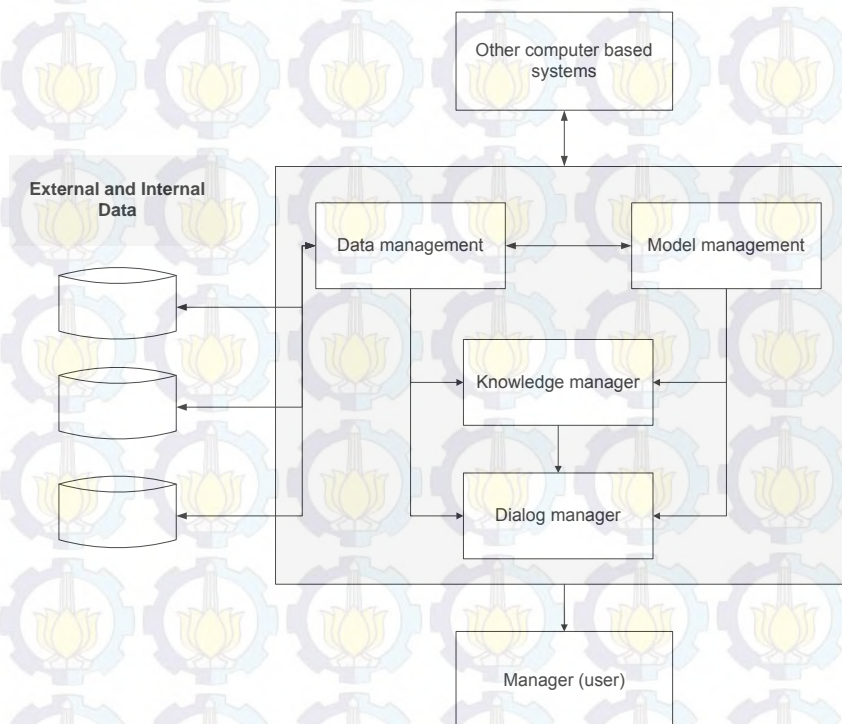 Other computer based
systems
External and Internal
Data
Data management
Model management
Knowledge manager
Dialog manager
Manager (user)